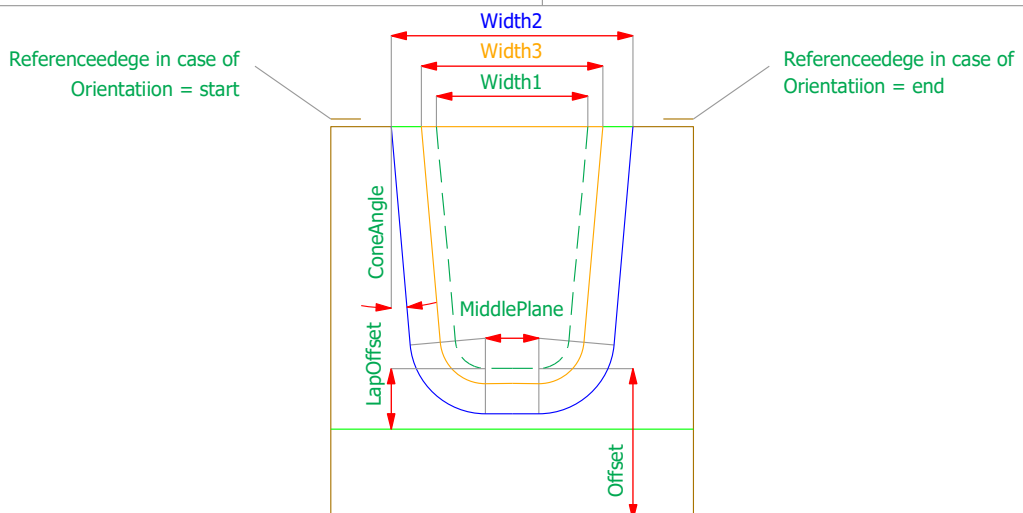 Width2
Width3
Width1
Referenceedege in case of
Orientatiion = start
Referenceedege in case of
Orientatiion = end
ConeAngle
MiddlePlane
LapOffset
Offset